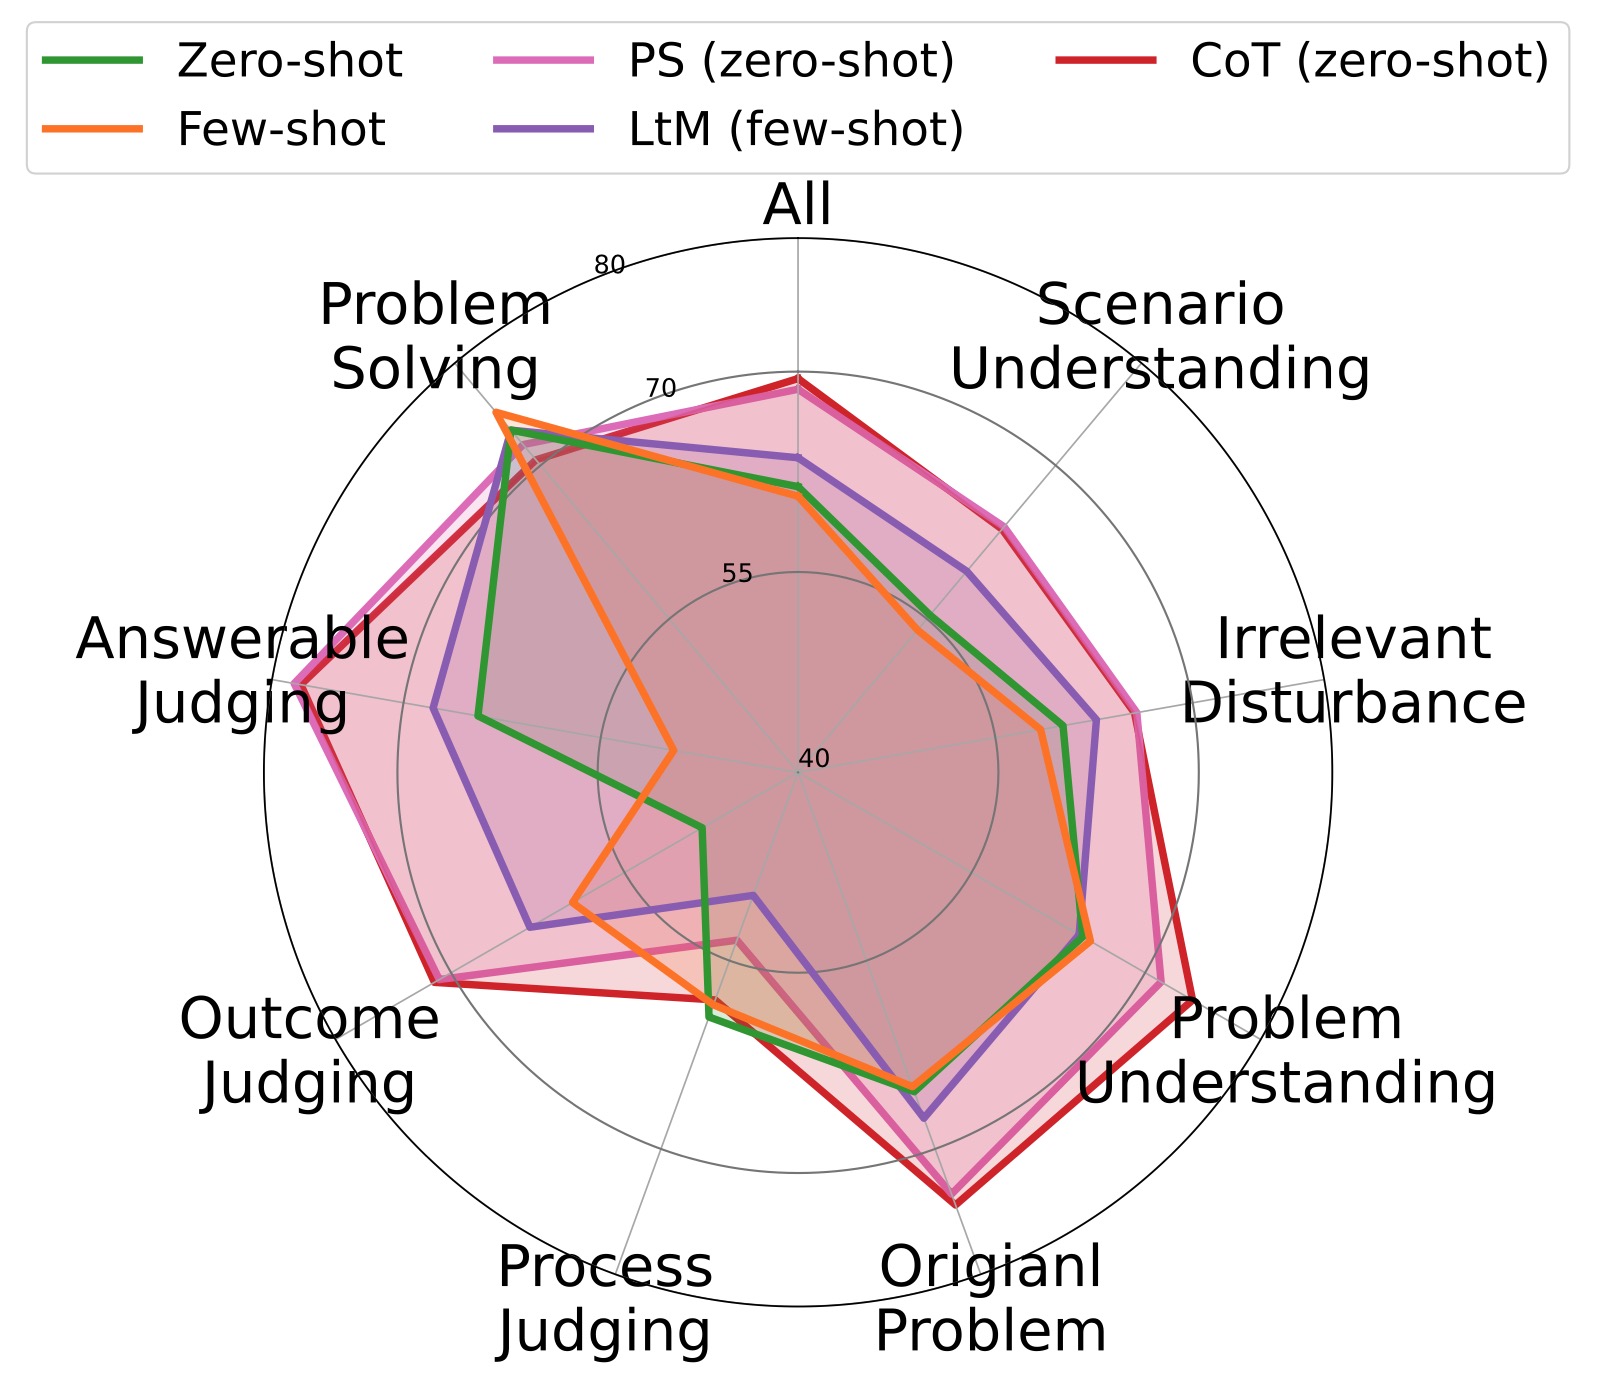 Zero-shot
Few-shot
PS (zero-shot)
LtM (few-shot)
CoT (zero-shot)
All
80
Problem
Solving
Scenario
Understanding
70
55
Answerable
Judging
Irrelevant
Disturbance
40
Outcome
Judging
Problem
Understanding
Process
Judging
Origianl
Problem